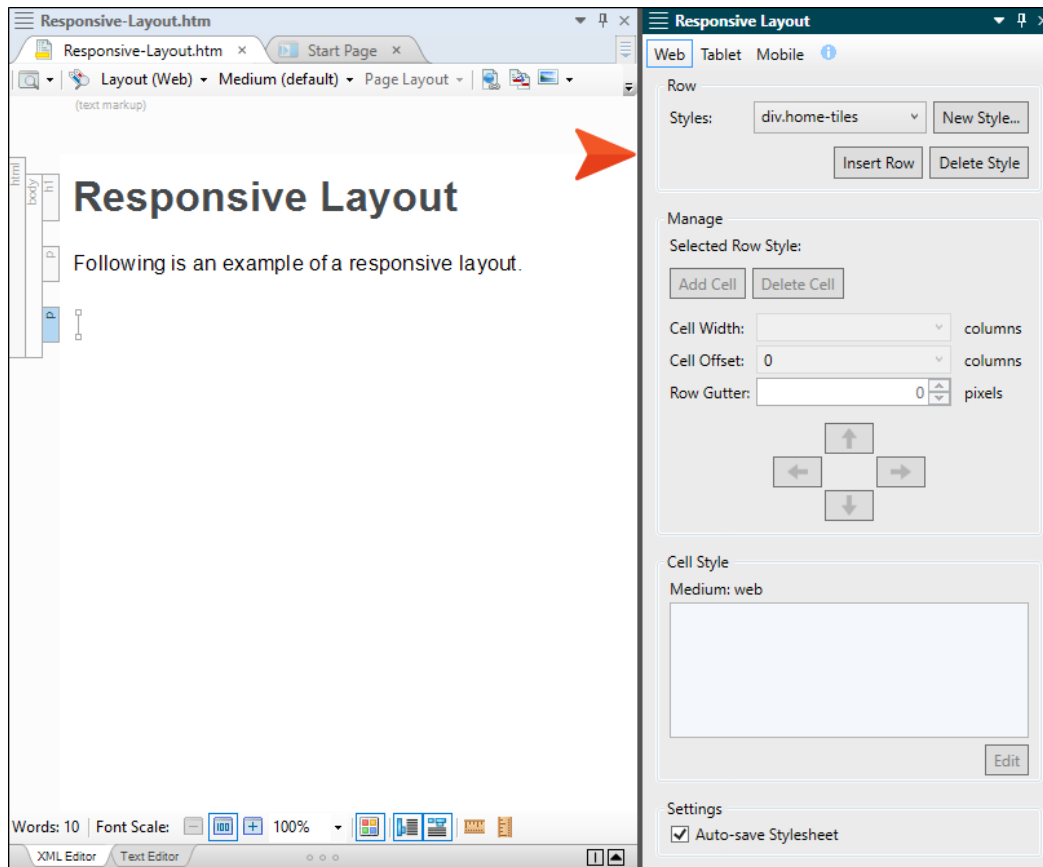 Responsive-Layout.htm
Responsive-Layout.htm × Start Page ×
Layout (Web) Medium (default) Page Layout
(text markup)
html
body
h1
Responsive Layout
p
Following is an example of a responsive layout.
p
Words: 10 Font Scale: 100 100%
XML Editor Text Editor
Responsive Layout
Web Tablet Mobile i
Row
Styles: div.home-tiles New Style...
Insert Row Delete Style
Manage
Selected Row Style:
Add Cell Delete Cell
Cell Width: columns
Cell Offset: 0 columns
Row Gutter: 0 pixels
Cell Style
Medium: web
Edit
Settings
Auto-save Stylesheet